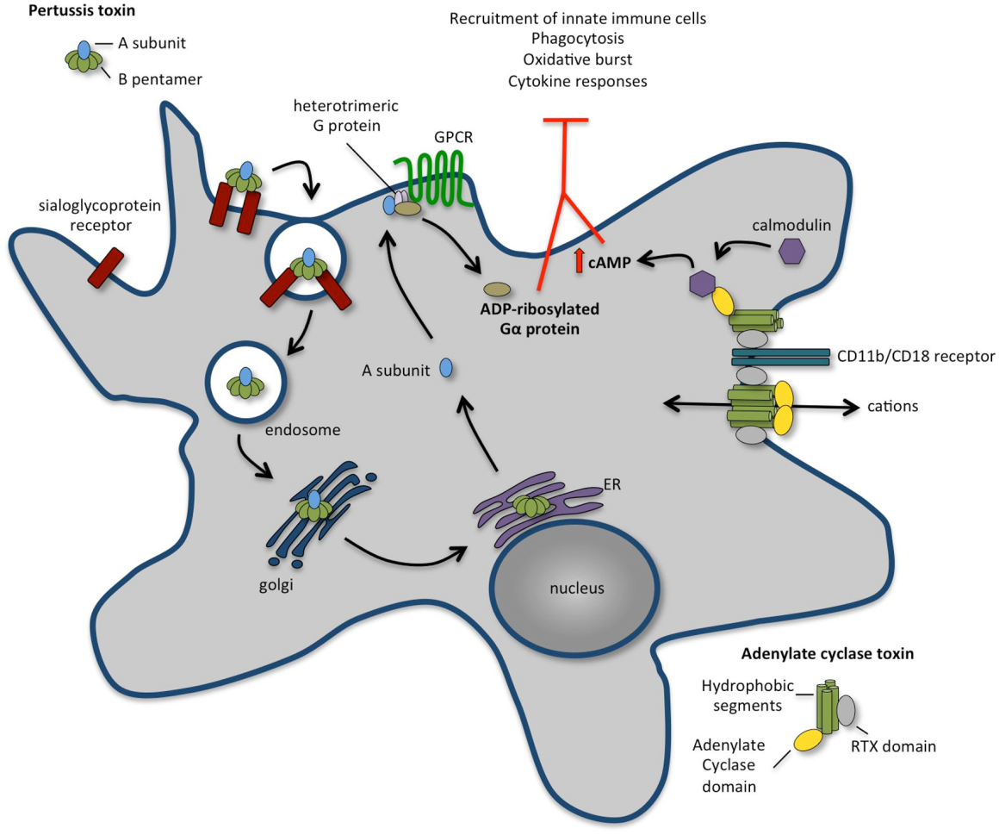 Pertussis toxin
A subunit
B pentamer
Recruitment of innate immune cells
Phagocytosis
Oxidative burst
Cytokine responses
heterotrimeric
G protein
GPCR
sialoglycoprotein
receptor
calmodulin
cAMP
ADP-ribosylated
Gα protein
CD11b/CD18 receptor
A subunit
cations
endosome
ER
golgi
nucleus
Adenylate cyclase toxin
Hydrophobic
segments
RTX domain
Adenylate
Cyclase
domain